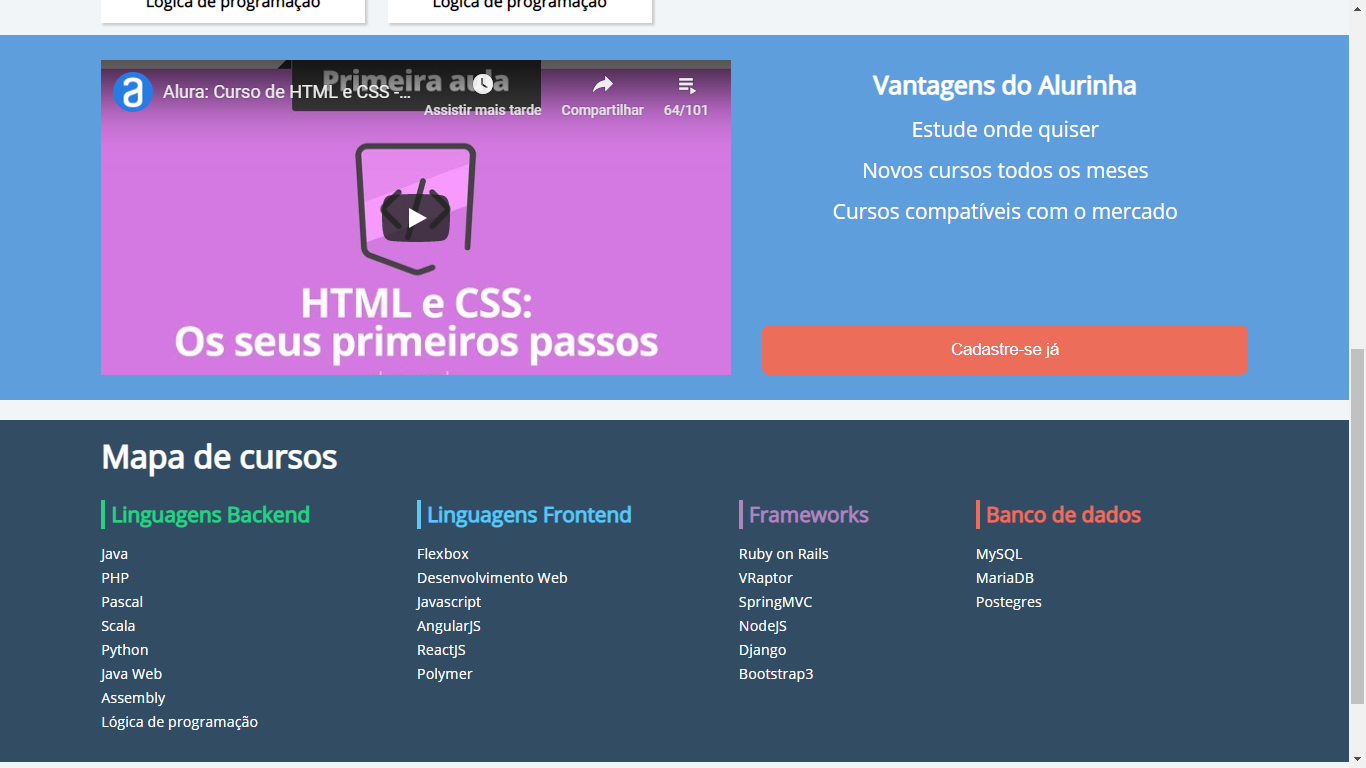 Lógica de programação
Lógica de programação
Primeira aula
Alura: Curso de HTML e CSS -...
Assistir mais tarde
Compartilhar
64/101
HTML e CSS:
Os seus primeiros passos
Vantagens do Alurinha
Estude onde quiser
Novos cursos todos os meses
Cursos compatíveis com o mercado
Cadastre-se já
Mapa de cursos
Linguagens Backend
Java
PHP
Pascal
Scala
Python
Java Web
Assembly
Lógica de programação
Linguagens Frontend
Flexbox
Desenvolvimento Web
Javascript
AngularJS
ReactJS
Polymer
Frameworks
Ruby on Rails
VRaptor
SpringMVC
NodeJS
Django
Bootstrap3
Banco de dados
MySQL
MariaDB
Postegres